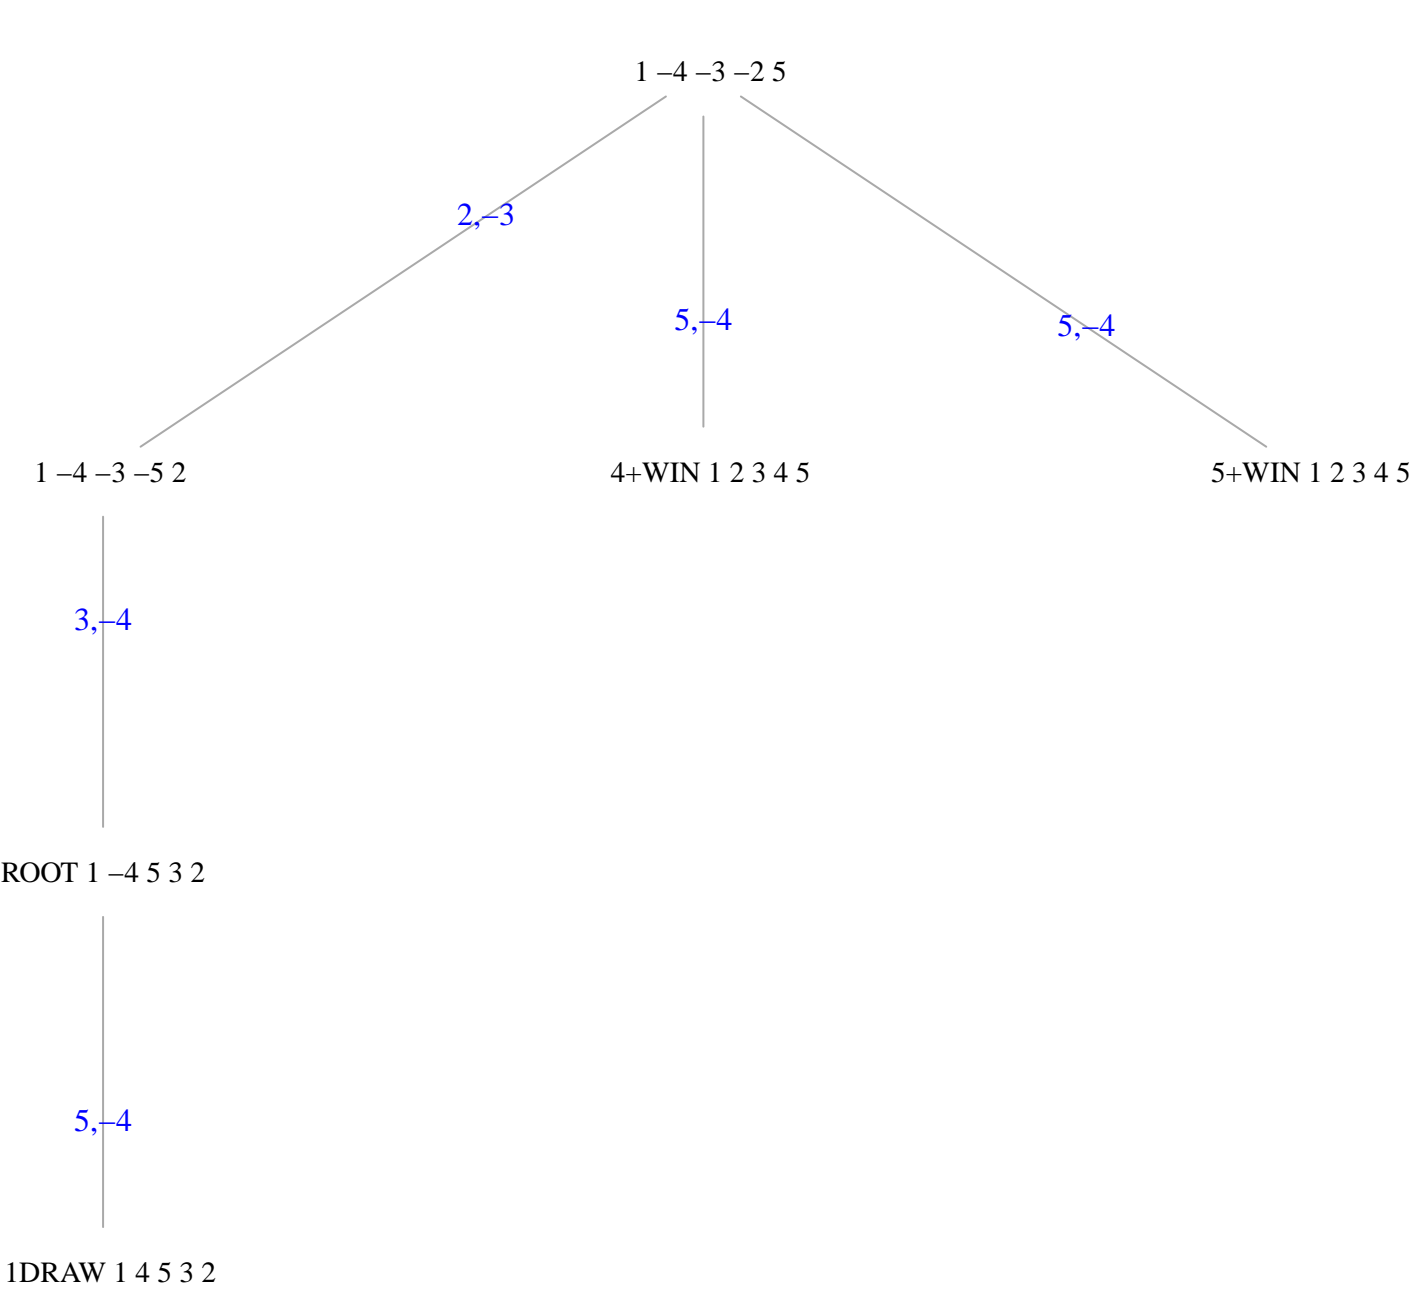 1 –4 –3 –2 5
2,–3
5,–4
5,–4
1 –4 –3 –5 2
4+WIN 1 2 3 4 5
5+WIN 1 2 3 4 5
3,–4
ROOT 1 –4 5 3 2
5,–4
1DRAW 1 4 5 3 2